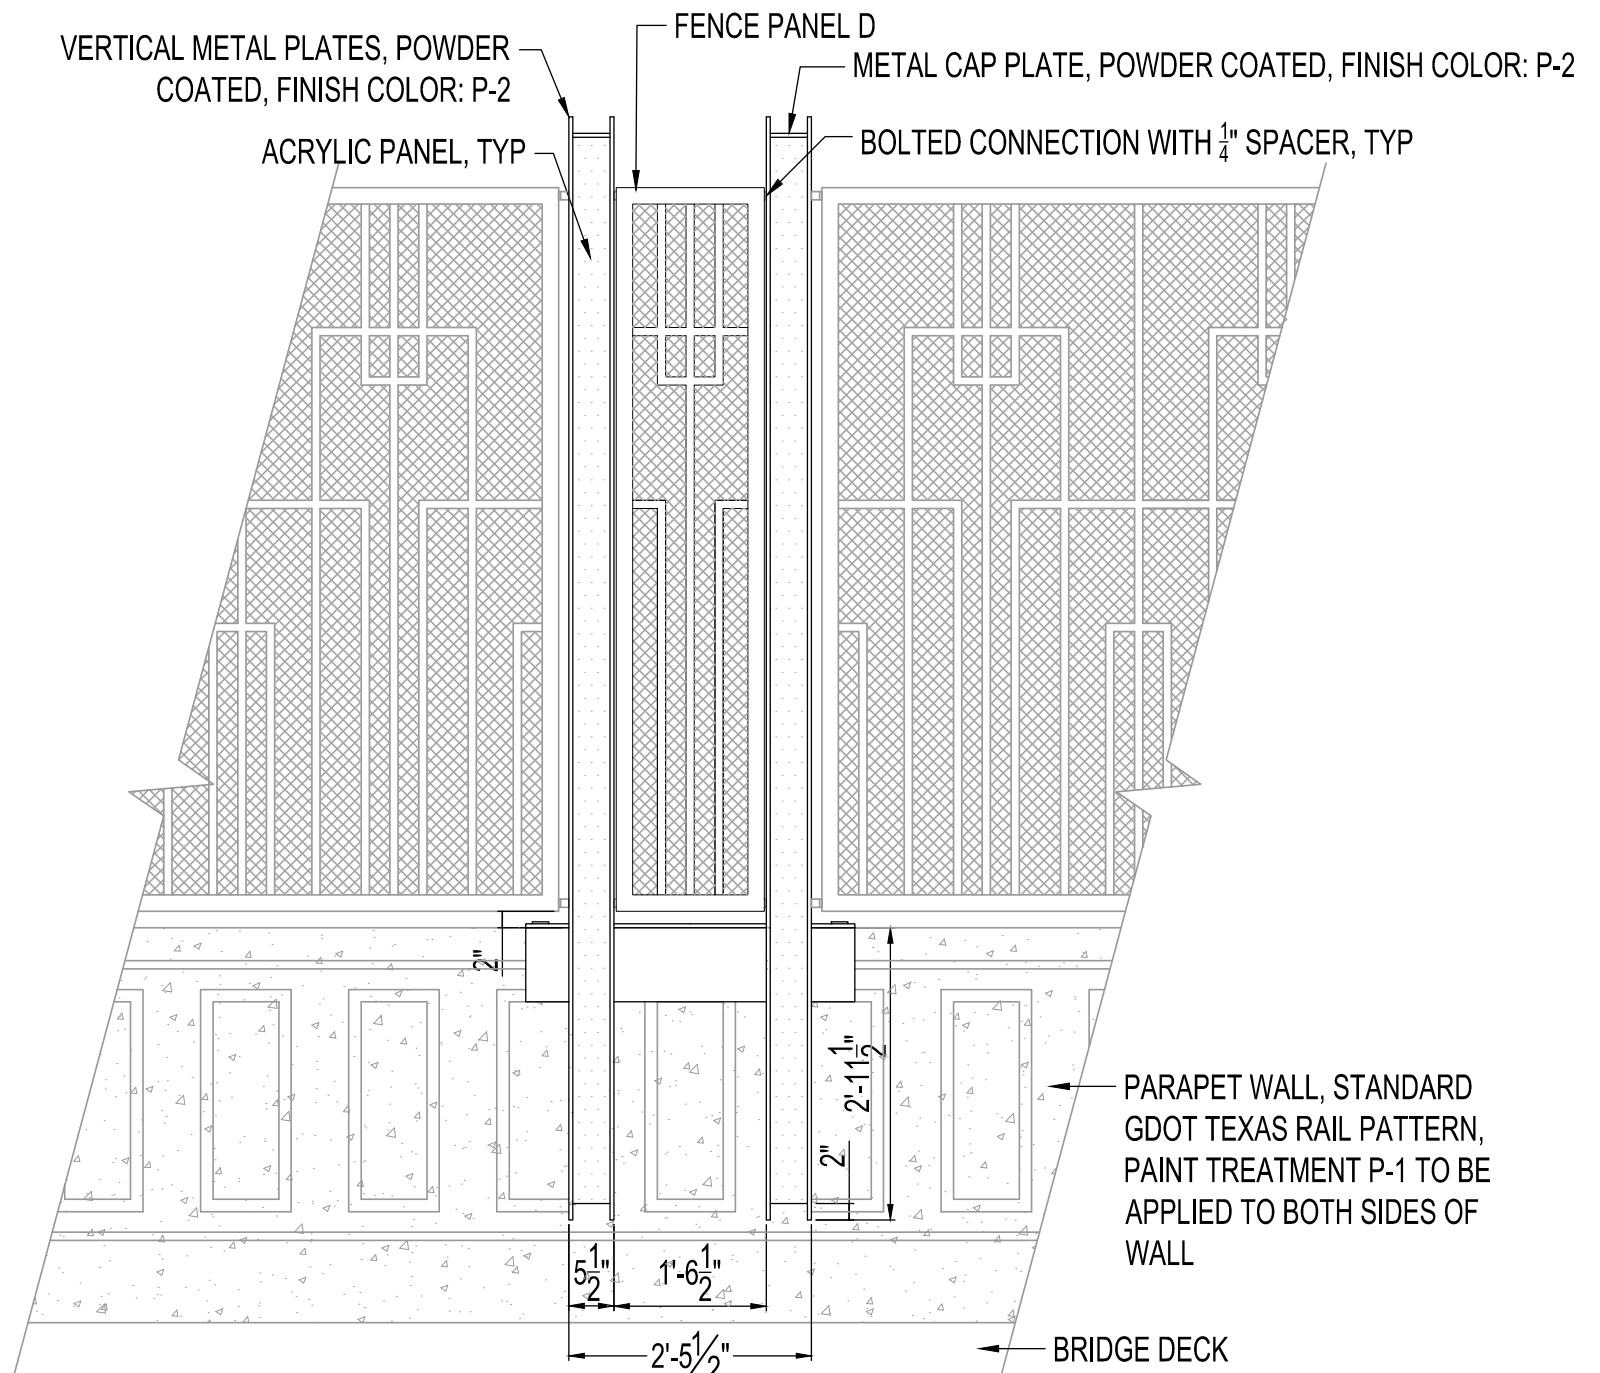 FENCE PANEL D
VERTICAL METAL PLATES, POWDER
COATED, FINISH COLOR: P-2
METAL CAP PLATE, POWDER COATED, FINISH COLOR: P-2
ACRYLIC PANEL, TYP
BOLTED CONNECTION WITH 1/4" SPACER, TYP
2"
2'-11 1/2"
2"
PARAPET WALL, STANDARD
GDOT TEXAS RAIL PATTERN,
PAINT TREATMENT P-1 TO BE
APPLIED TO BOTH SIDES OF
WALL
5 1/2"
1'-6 1/2"
2'-5 1/2"
BRIDGE DECK